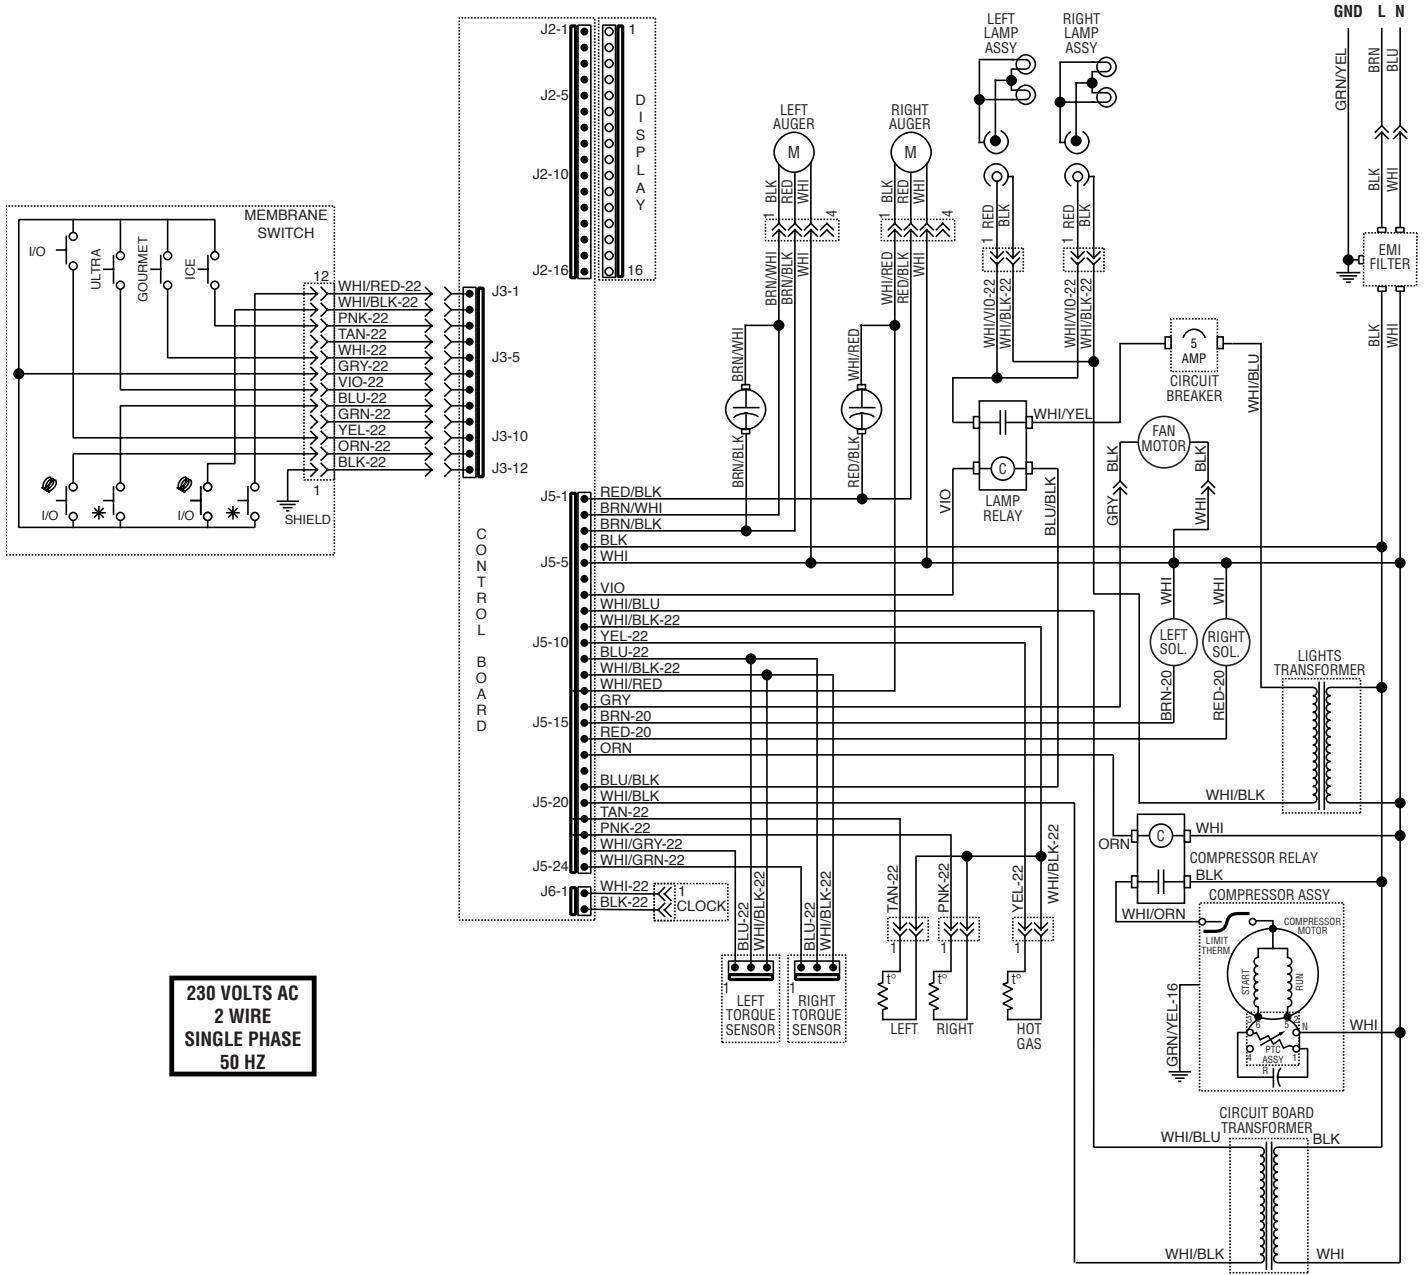 GND L N
GRN/YEL
BRN
BLU
BLK
WHI
EMI
FILTER
BLK
WHI
J2-1
J2-5
J2-10
J2-16
1
16
DISPLAY
LEFT
LAMP
ASSY
RIGHT
LAMP
ASSY
LEFT
AUGER
M
RIGHT
AUGER
M
BLK
RED
WHI
1
4
BLK
RED
WHI
1
4
BRN/WHI
BRN/BLK
WHI
WHI/RED
RED/BLK
WHI
RED
BLK
1
RED
BLK
1
WHI/VIO-22
WHI/BLK-22
WHI/VIO-22
WHI/BLK-22
MEMBRANE
SWITCH
I/O
ULTRA
GOURMET
ICE
12
WHI/RED-22
WHI/BLK-22
PNK-22
TAN-22
WHI-22
GRY-22
VIO-22
BLU-22
GRN-22
YEL-22
ORN-22
BLK-22
1
SHIELD
I/O
I/O
J3-1
J3-5
J3-10
J3-12
BRN/WHI
BRN/BLK
WHI/RED
RED/BLK
5
AMP
CIRCUIT
BREAKER
WHI/BLU
WHI/YEL
C
LAMP
RELAY
VIO
BLU/BLK
FAN
MOTOR
BLK
BLK
GRY
WHI
CONTROL BOARD
J5-1
J5-5
J5-10
J5-15
J5-20
J5-24
J6-1
RED/BLK
BRN/WHI
BRN/BLK
BLK
WHI
VIO
WHI/BLU
WHI/BLK-22
YEL-22
BLU-22
WHI/BLK-22
WHI/RED
GRY
BRN-20
RED-20
ORN
BLU/BLK
WHI/BLK
TAN-22
PNK-22
WHI/GRY-22
WHI/GRN-22
WHI-22
BLK-22
1
CLOCK
WHI
WHI
LEFT
SOL.
RIGHT
SOL.
BRN-20
RED-20
LIGHTS
TRANSFORMER
WHI/BLK
ORN
C
WHI
COMPRESSOR RELAY
BLK
WHI/ORN
COMPRESSOR ASSY
LIMIT
THERM.
COMPRESSOR
MOTOR
START
RUN
3
6
5
2
N
4
1
PTC
ASSY
R
WHI
GRN/YEL-16
BLU-22
WHI/BLK-22
BLU-22
WHI/BLK-22
1
LEFT
TORQUE
SENSOR
1
RIGHT
TORQUE
SENSOR
TAN-22
PNK-22
YEL-22
WHI/BLK-22
1
1
1
t°
t°
t°
LEFT
RIGHT
HOT
GAS
230 VOLTS AC
2 WIRE
SINGLE PHASE
50 HZ
CIRCUIT BOARD
TRANSFORMER
WHI/BLU
BLK
WHI/BLK
WHI